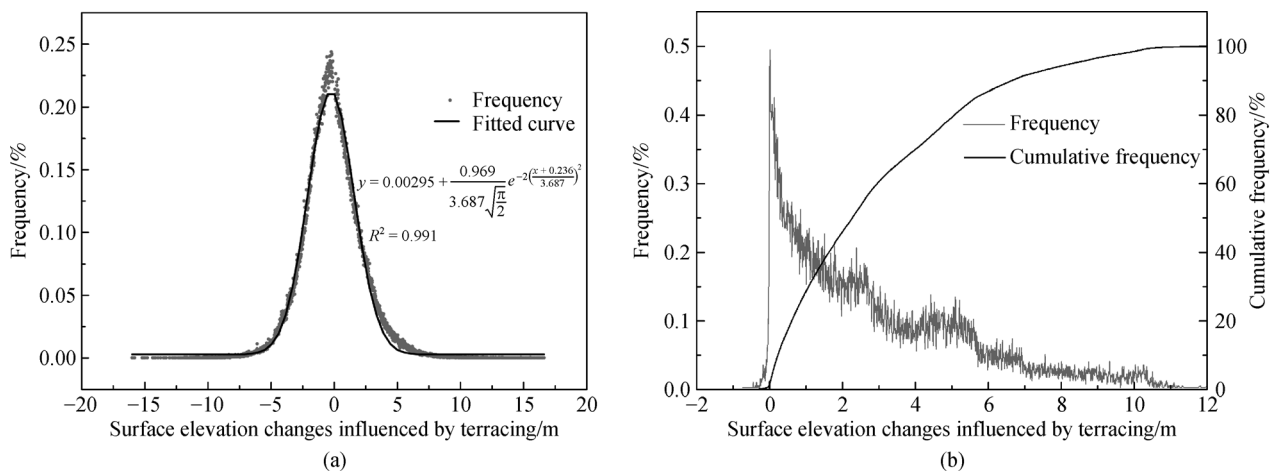 0.25
0.20
0.15
0.10
0.05
0.00
Frequency/%
Frequency
Fitted curve
y = 0.00295 + \frac{0.969}{3.687\sqrt{\frac{π}{2}}} e^{-2(\frac{x+0.236}{3.687})^2}
R² = 0.991
−20 −15 −10 −5 0 5 10 15 20
Surface elevation changes influenced by terracing/m
(a)
0.5
0.4
0.3
0.2
0.1
0.0
Frequency/%
Frequency
Cumulative frequency
100
80
60
40
20
0
Cumulative frequency/%
−2 0 2 4 6 8 10 12
Surface elevation changes influenced by terracing/m
(b)